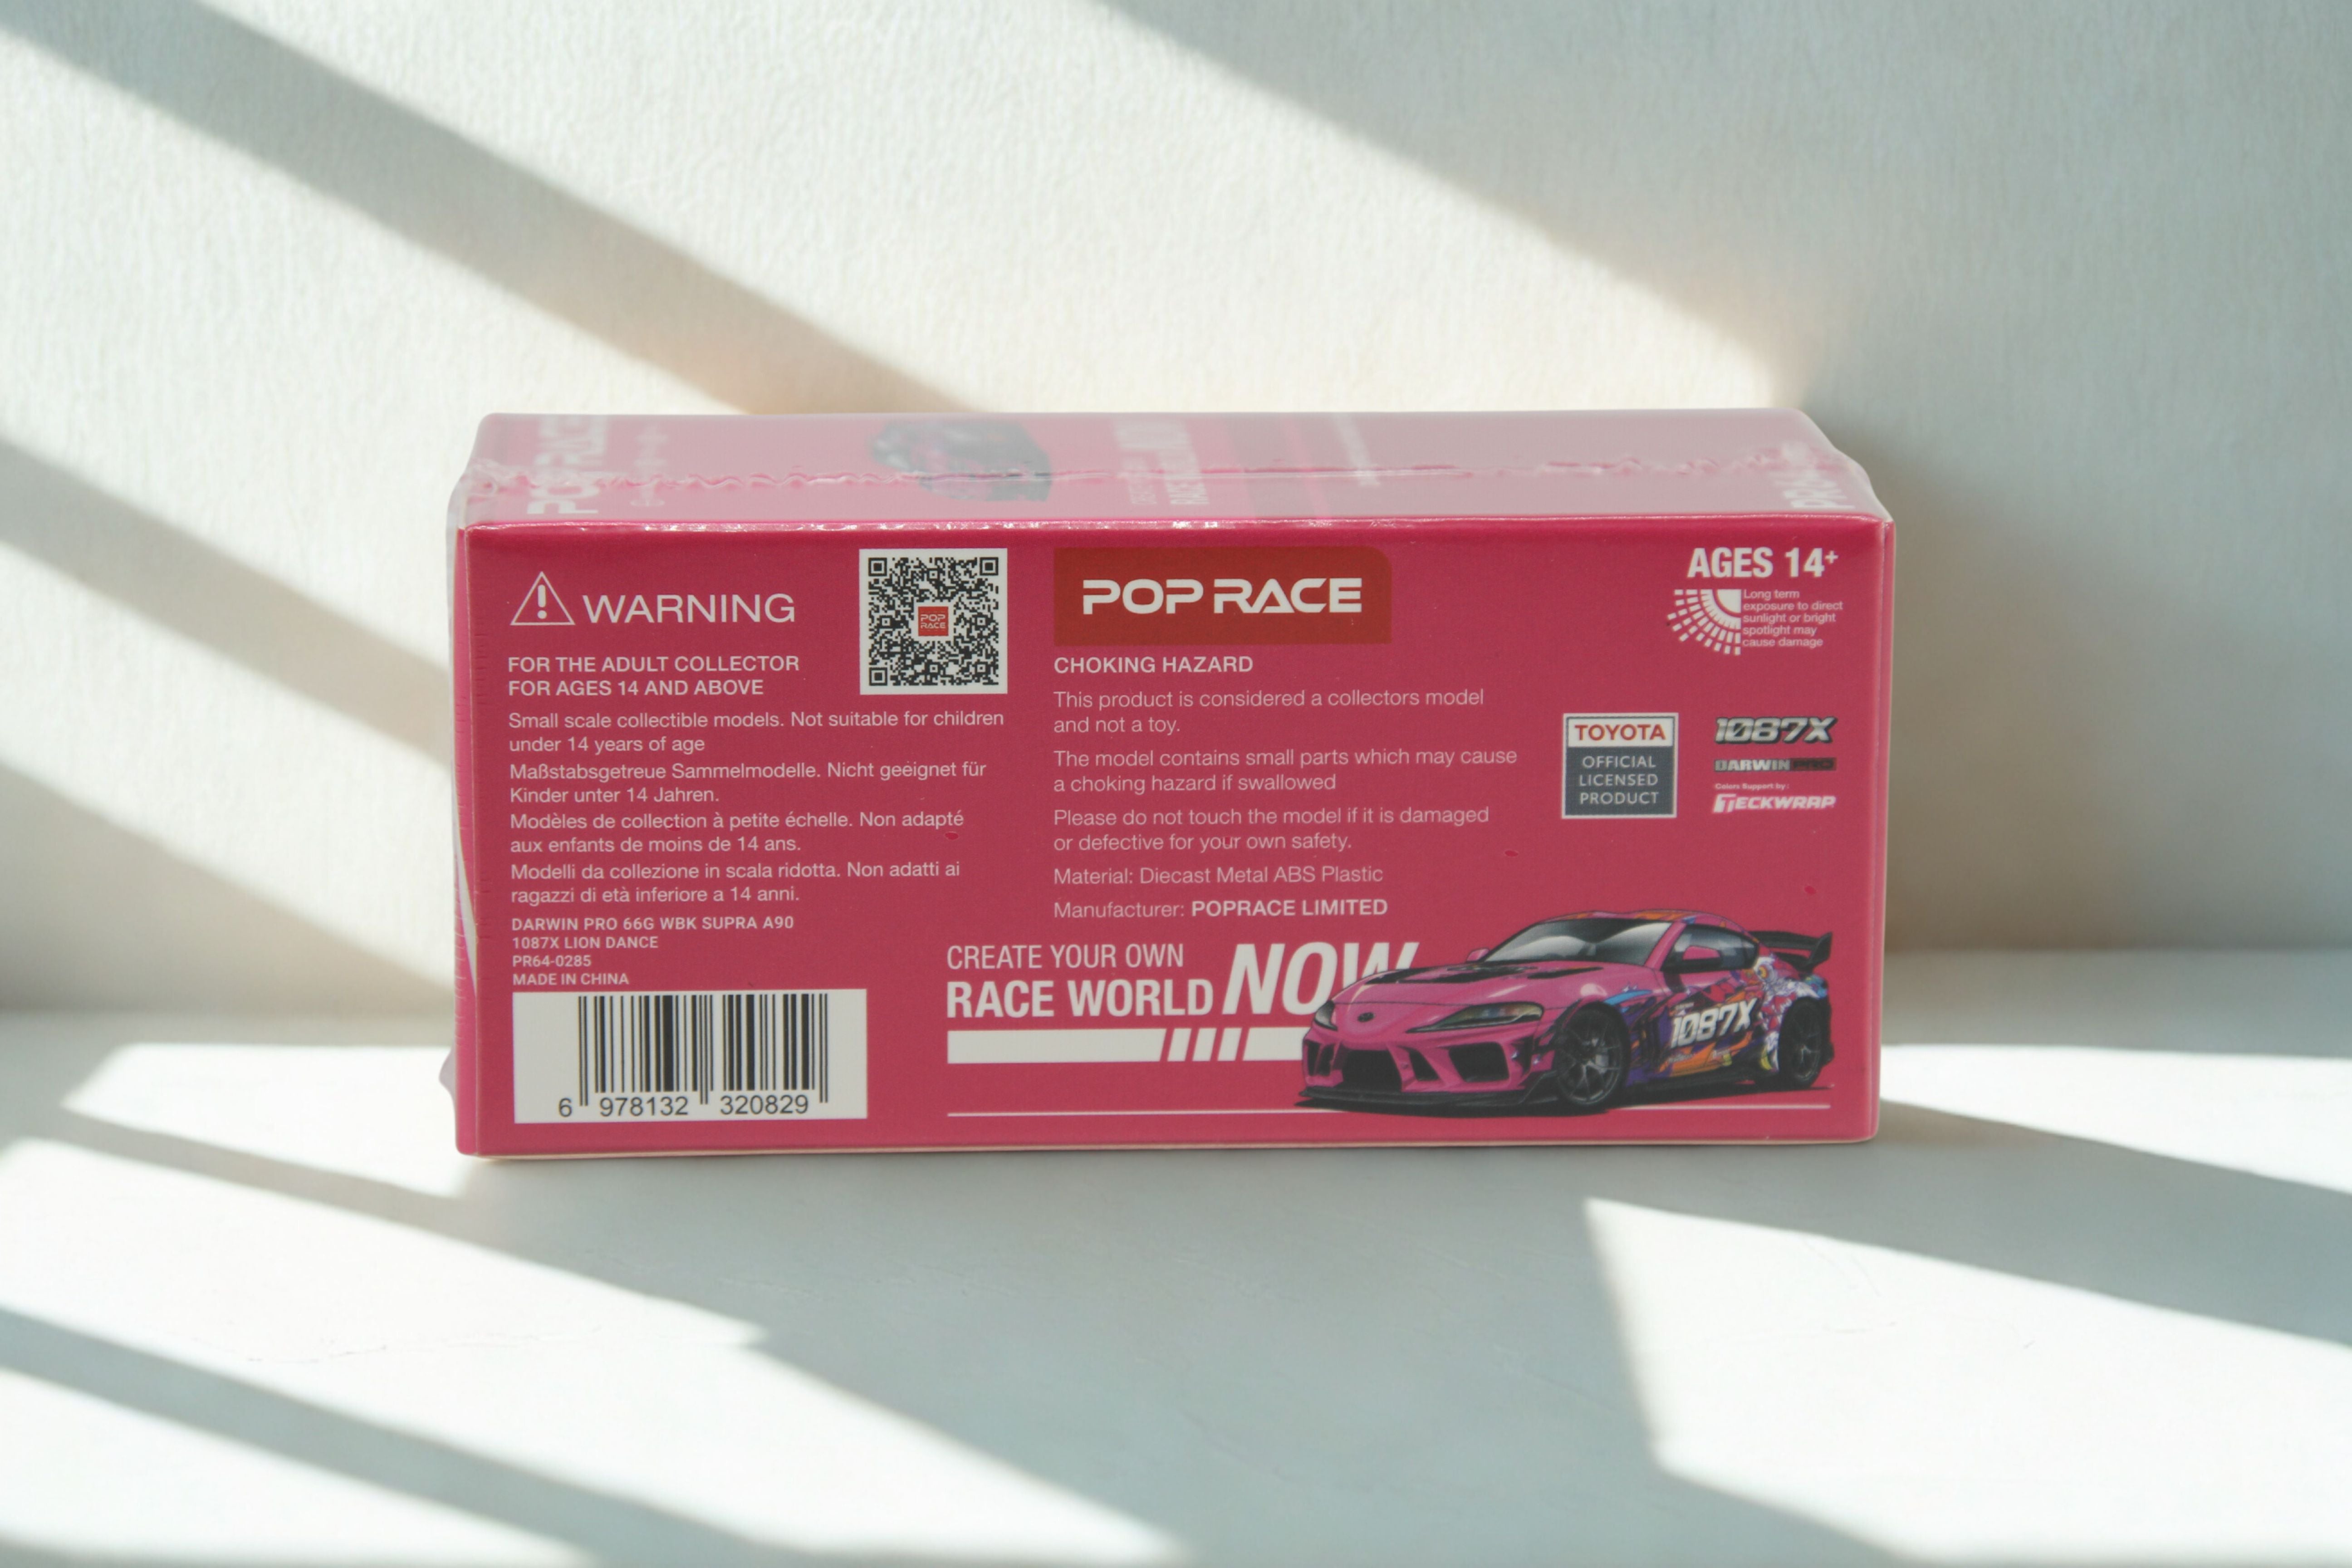 WARNING
FOR THE ADULT COLLECTOR
FOR AGES 14 AND ABOVE
Small scale collectible models. Not suitable for children
under 14 years of age
Maßstabsgetreue Sammelmodelle. Nicht geeignet für
Kinder unter 14 Jahren.
Modèles de collection à petite échelle. Non adapté
aux enfants de moins de 14 ans.
Modelli da collezione in scala ridotta. Non adatti ai
ragazzi di età inferiore a 14 anni.
DARWIN PRO 66G WBK SUPRA A90
1087X LION DANCE
PR64-0285
MADE IN CHINA
6 978132 320829
POP
RACE
POP RACE
CHOKING HAZARD
This product is considered a collectors model
and not a toy.
The model contains small parts which may cause
a choking hazard if swallowed
Please do not touch the model if it is damaged
or defective for your own safety.
Material: Diecast Metal ABS Plastic
Manufacturer: POPRACE LIMITED
CREATE YOUR OWN
RACE WORLD NOW
AGES 14+
Long term
exposure to direct
sunlight or bright
spotlight may
cause damage
TOYOTA
OFFICIAL
LICENSED
PRODUCT
1087X
DARWINPRO
Colors Support by :
TECKWRAP
1087X